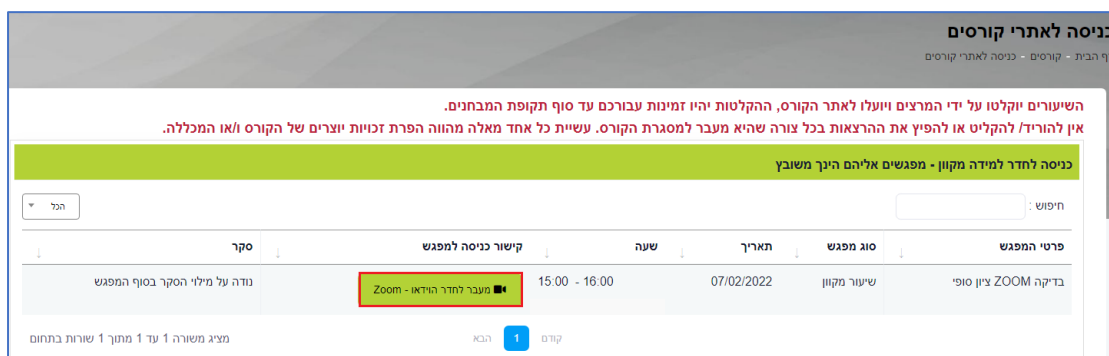 כניסה לאתרי קורסים
ף הבית - קורסים - כניסה לאתרי קורסים
השיעורים יוקלטו על ידי המרצים ויועלו לאתר הקורס, ההקלטות יהיו זמינות עבורכם עד סוף תקופת המבחנים.
אין להוריד/ להקליט או להפיץ את ההרצאות בכל צורה שהיא מעבר למסגרת הקורס. עשיית כל אחד מאלה מהווה הפרת זכויות יוצרים של הקורס ו/או המכללה.
כניסה לחדר למידה מקוון - מפגשים אליהם הינך משובץ
חיפוש : הכל
פרטי המפגש סוג מפגש תאריך שעה קישור כניסה למפגש סקר
בדיקה ZOOM ציון סופי שיעור מקוון 07/02/2022 15:00 - 16:00 מעבר לחדר הוידאו - Zoom נודה על מילוי הסקר בסוף המפגש
קודם 1 הבא מציג משורה 1 עד 1 מתוך 1 שורות בתחום